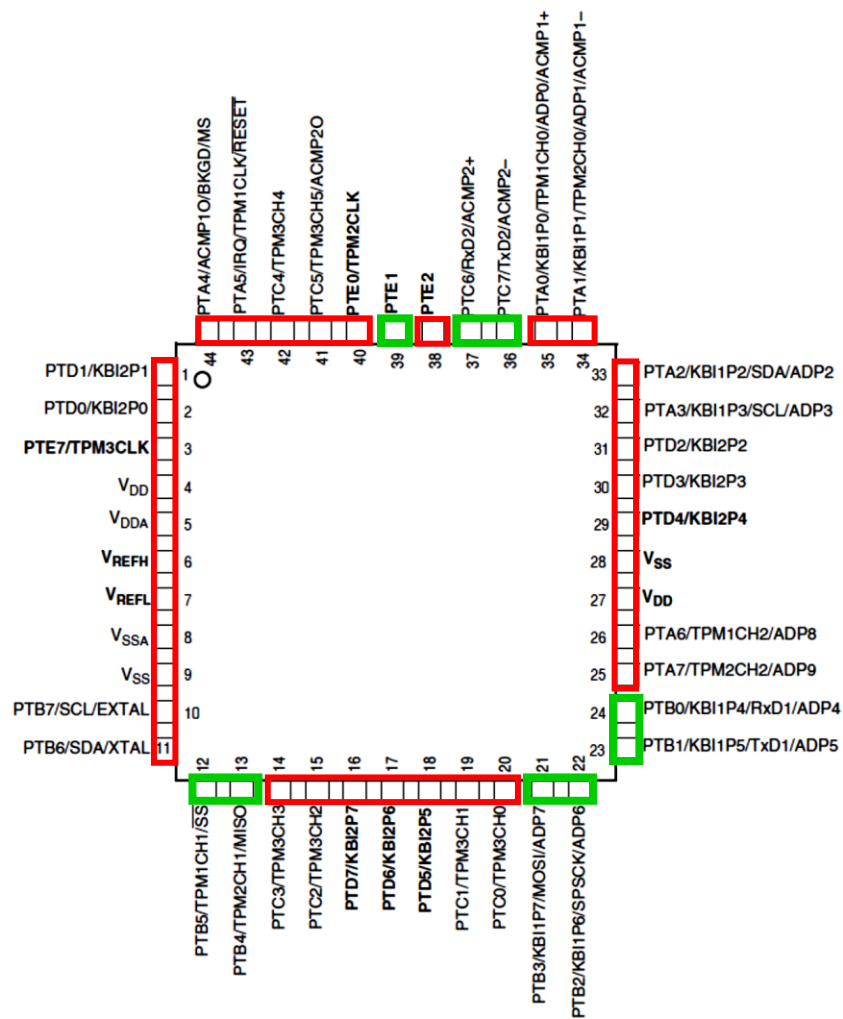 PTA4/ACMP1O/BKGD/MS
PTA5/IRQ/TPM1CLK/RESET
PTC4/TPM3CH4
PTC5/TPM3CH5/ACMP2O
PTE0/TPM2CLK
PTE1
PTE2
PTC6/RxD2/ACMP2+
PTC7/TxD2/ACMP2–
PTA0/KBI1P0/TPM1CH0/ADP0/ACMP1+
PTA1/KBI1P1/TPM2CH0/ADP1/ACMP1–
44 43 42 41 40 39 38 37 36 35 34
PTD1/KBI2P1 1
PTD0/KBI2P0 2
PTE7/TPM3CLK 3
VDD 4
VDDA 5
VREFH 6
VREFL 7
VSSA 8
VSS 9
PTB7/SCL/EXTAL 10
PTB6/SDA/XTAL 11
33 PTA2/KBI1P2/SDA/ADP2
32 PTA3/KBI1P3/SCL/ADP3
31 PTD2/KBI2P2
30 PTD3/KBI2P3
29 PTD4/KBI2P4
28 VSS
27 VDD
26 PTA6/TPM1CH2/ADP8
25 PTA7/TPM2CH2/ADP9
24 PTB0/KBI1P4/RxD1/ADP4
23 PTB1/KBI1P5/TxD1/ADP5
12 13 14 15 16 17 18 19 20 21 22
PTB5/TPM1CH1/SS
PTB4/TPM2CH1/MISO
PTC3/TPM3CH3
PTC2/TPM3CH2
PTD7/KBI2P7
PTD6/KBI2P6
PTD5/KBI2P5
PTC1/TPM3CH1
PTC0/TPM3CH0
PTB3/KBI1P7/MOSI/ADP7
PTB2/KBI1P6/SPSCK/ADP6